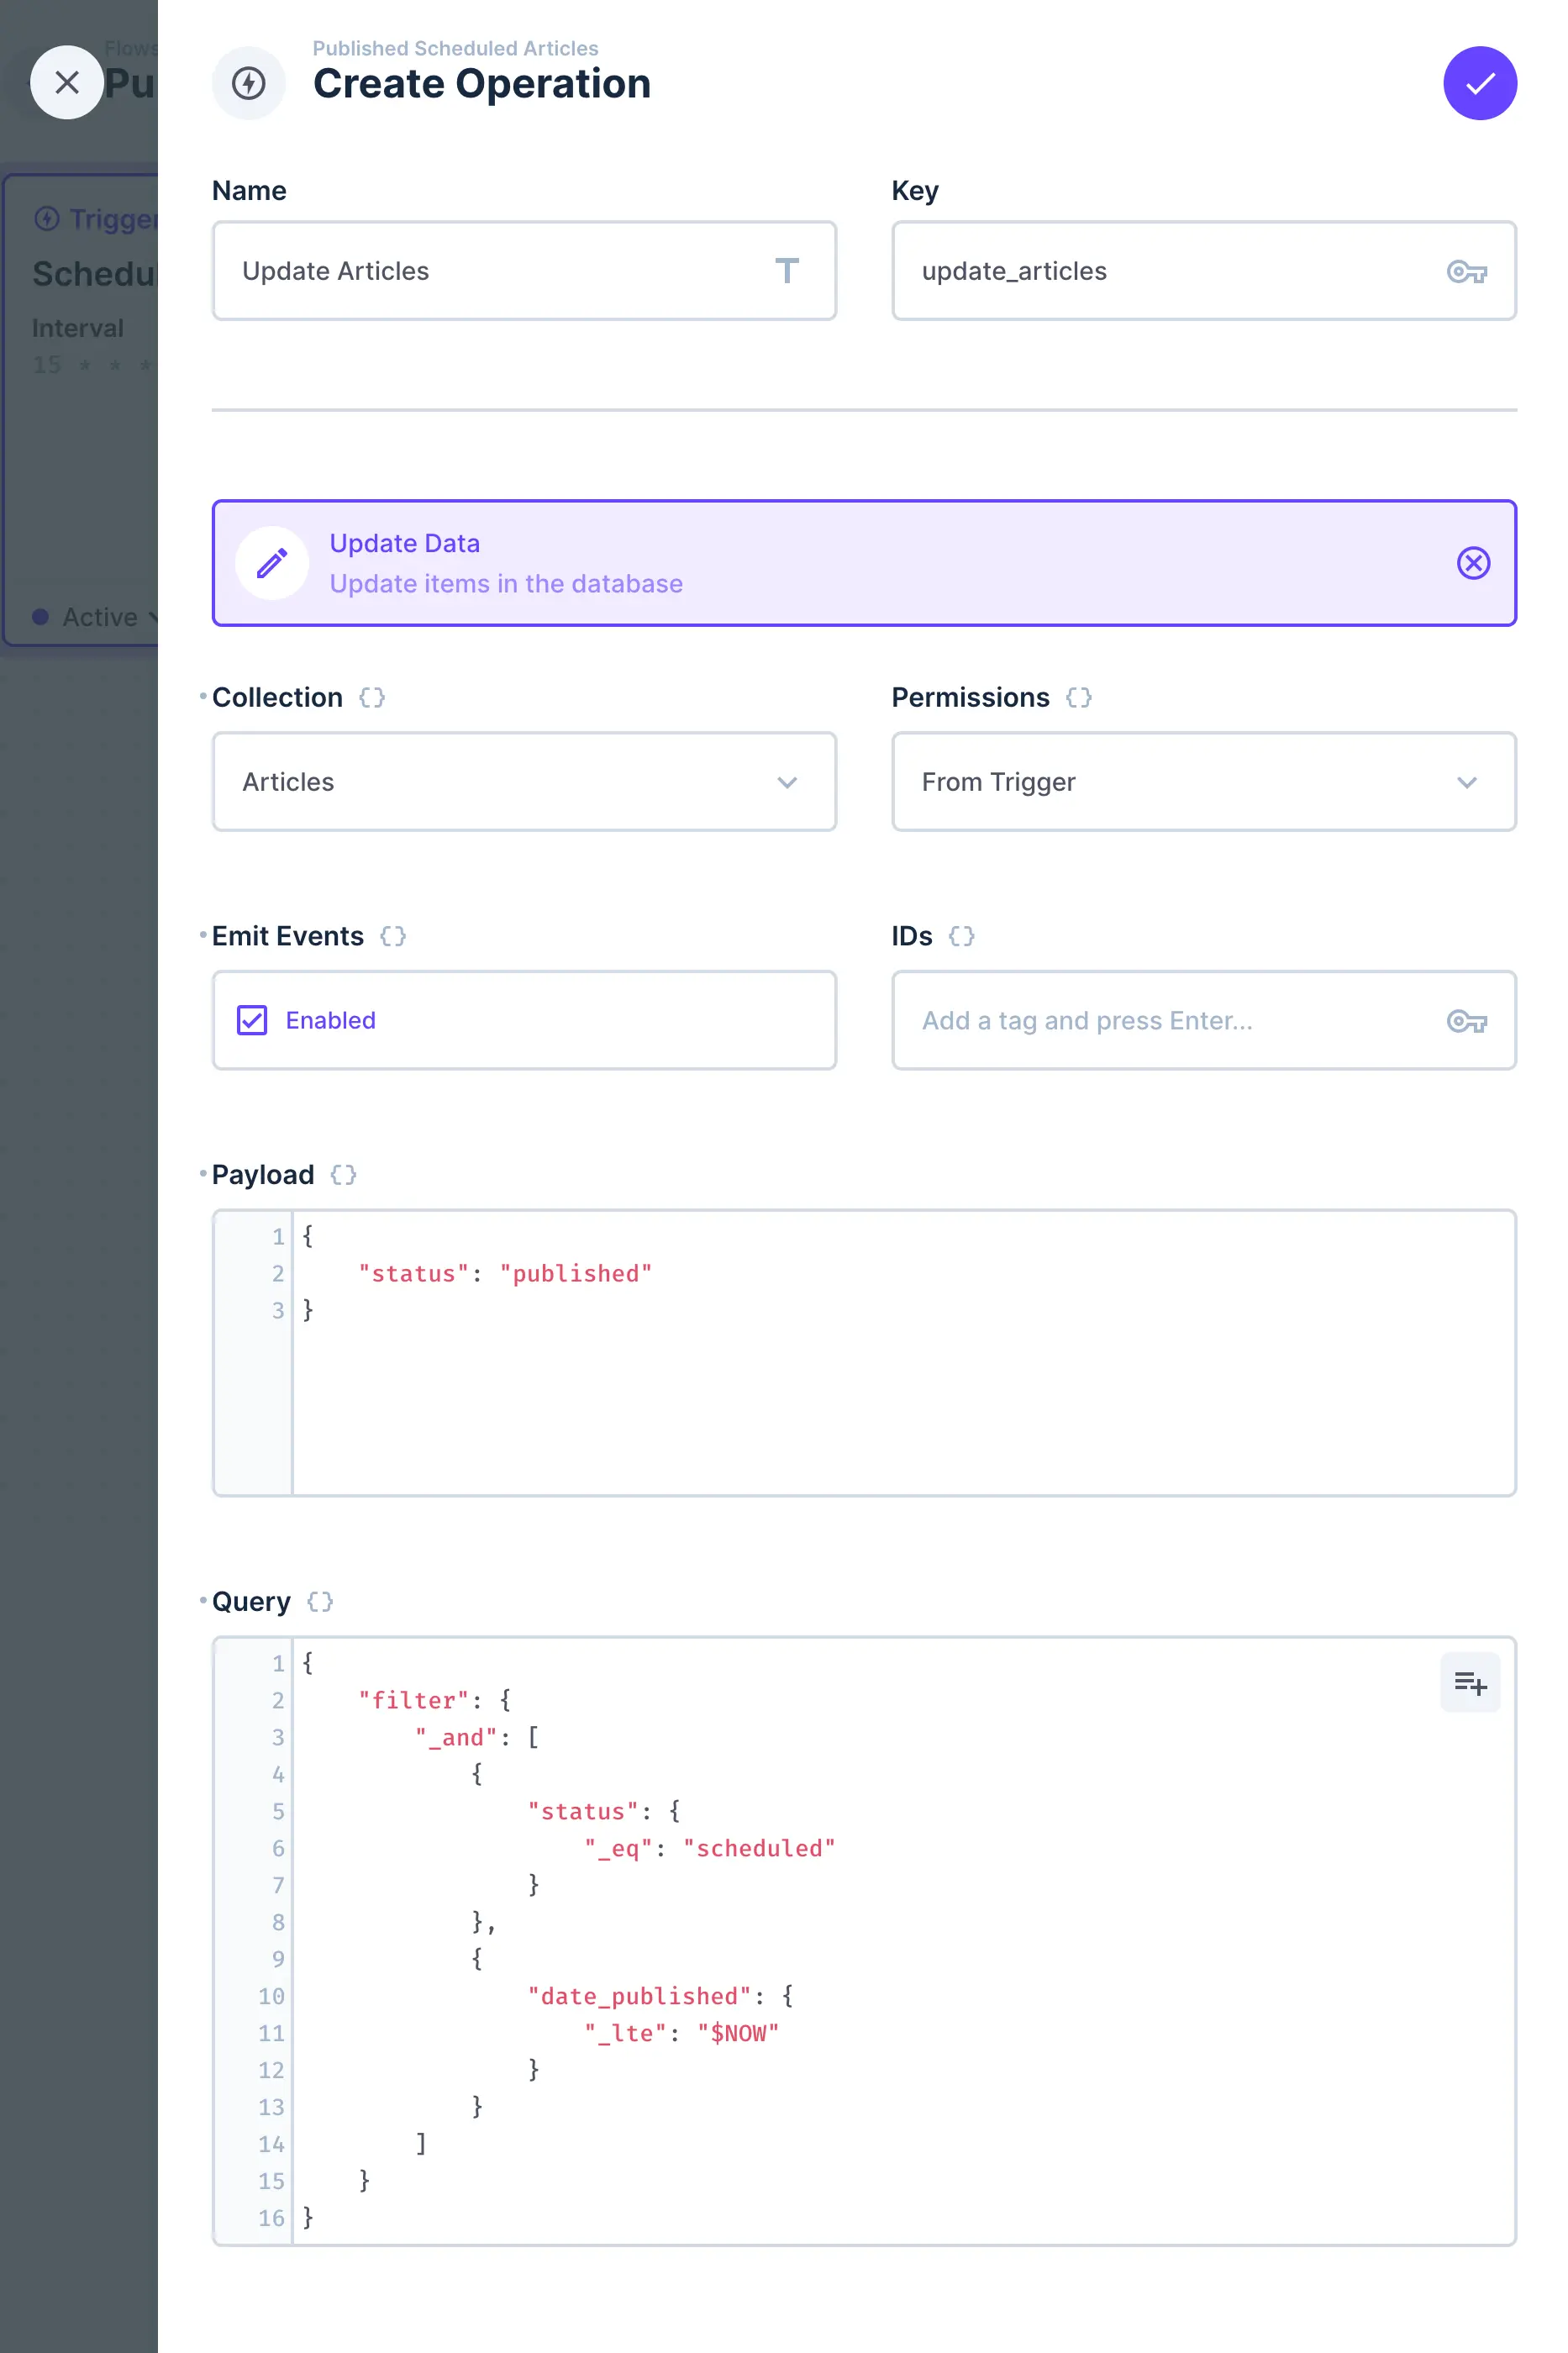 Flows
Pu
Published Scheduled Articles
Create Operation
Trigger
Schedul
Interval
15 * * *
Active
Name
Key
Update Articles
update_articles
Update Data
Update items in the database
Collection {}
Permissions {}
Articles
From Trigger
Emit Events {}
IDs {}
Enabled
Add a tag and press Enter...
Payload {}
1 {
2     "status": "published"
3 }
Query {}
1 {
2     "filter": {
3         "_and": [
4             {
5                 "status": {
6                     "_eq": "scheduled"
7                 }
8             },
9             {
10                 "date_published": {
11                     "_lte": "$NOW"
12                 }
13             }
14         ]
15     }
16 }